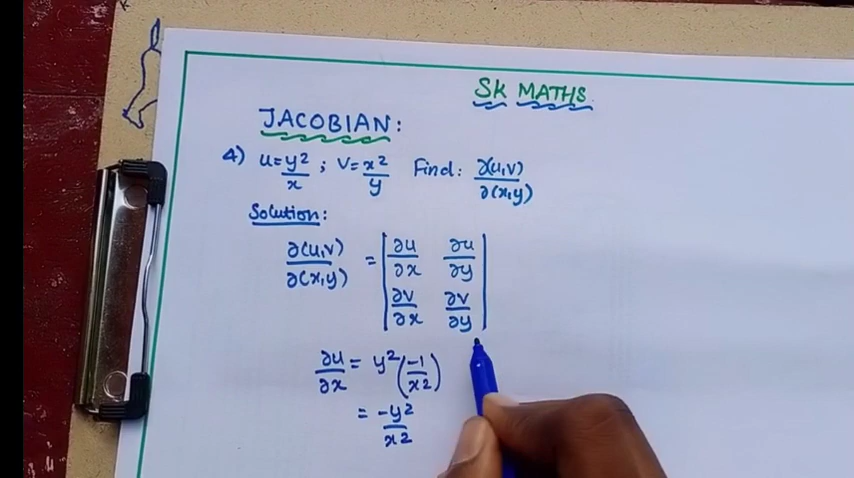 SK MATHS.
JACOBIAN:
4) u=y²/x ; v=x²/y Find: ∂(u,v)/∂(x,y)
Solution:
∂(u,v)/∂(x,y) = |∂u/∂x ∂u/∂y|
|∂v/∂x ∂v/∂y|
∂u/∂x = y²(-1/x²)
= -y²/x²